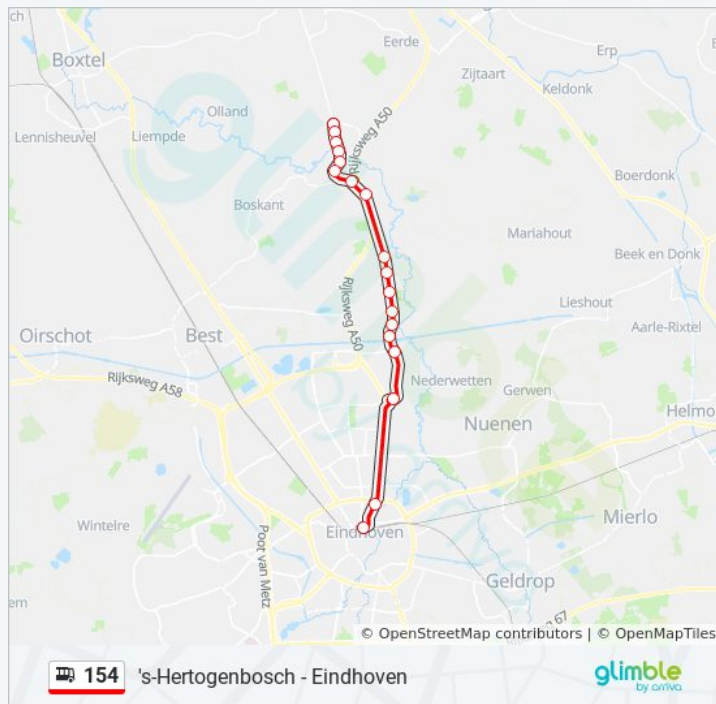 ch
Eerde
Boxtel
Erp
Zijtaart
Keldonk
Olland
Rijksweg A50
Lennisheuvel
Liempde
Boerdonk
Boskant
Mariahout
Beek en Donk
Rijksweg A50
Lieshout
Aarle-Rixtel
Oirschot
Best
Rijksweg A58
Nederwetten
Gerwen
Helmo
Nuenen
Wintelre
Eindhoven
Mierlo
Poot van Metz
Geldrop
em
67
© OpenStreetMap contributors | © OpenMapTiles
154 's-Hertogenbosch - Eindhoven
glimble
by arriva